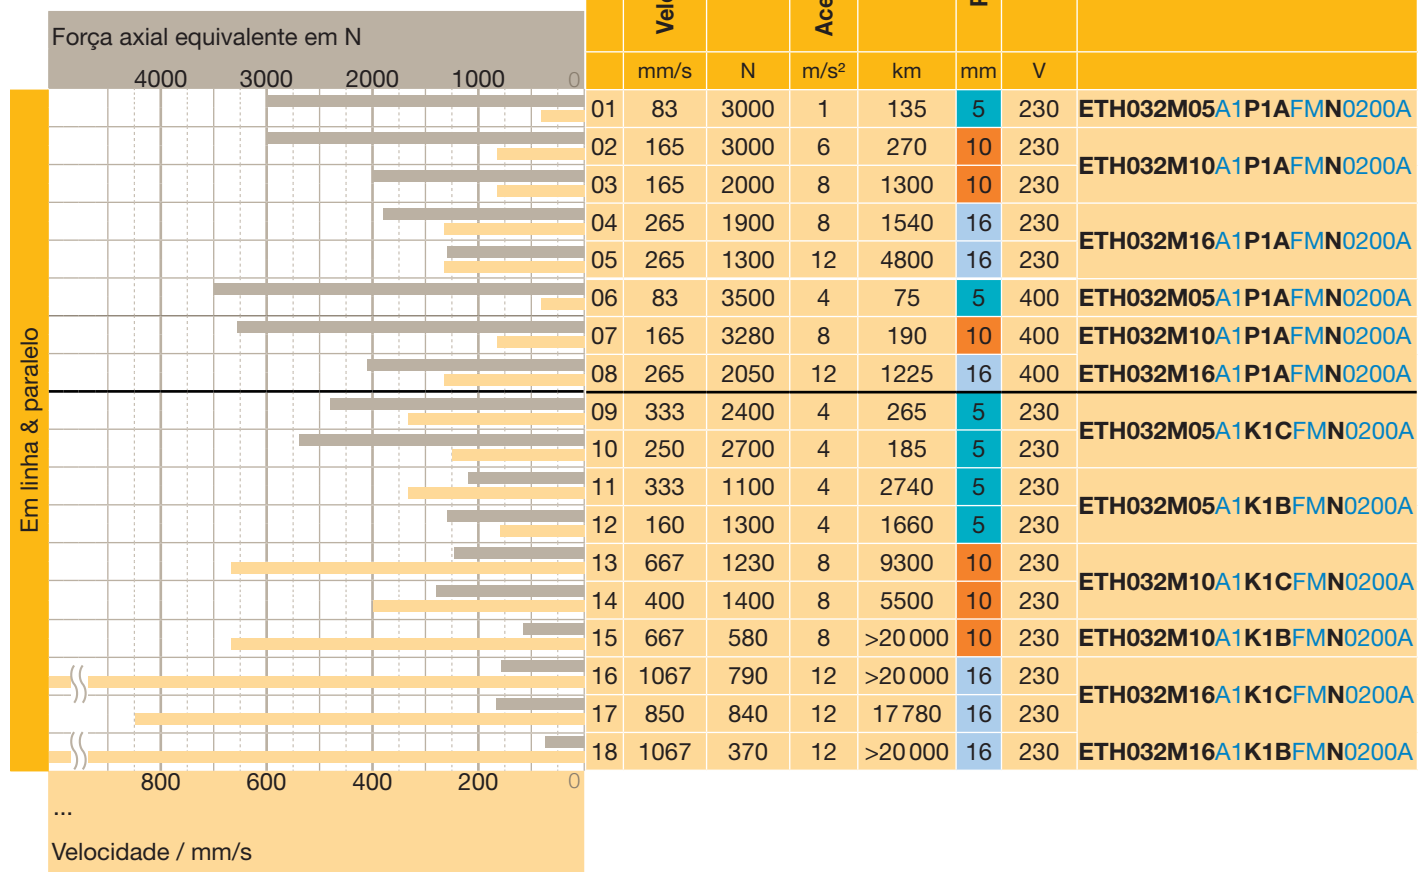 Força axial equivalente em N
4000 3000 2000 1000 0
mm/s N m/s² km mm V
Em linha & paralelo
01 83 3000 1 135 5 230 ETH032M05A1P1AFMN0200A
02 165 3000 6 270 10 230
ETH032M10A1P1AFMN0200A
03 165 2000 8 1300 10 230
04 265 1900 8 1540 16 230
ETH032M16A1P1AFMN0200A
05 265 1300 12 4800 16 230
06 83 3500 4 75 5 400 ETH032M05A1P1AFMN0200A
07 165 3280 8 190 10 400 ETH032M10A1P1AFMN0200A
08 265 2050 12 1225 16 400 ETH032M16A1P1AFMN0200A
09 333 2400 4 265 5 230
ETH032M05A1K1CFMN0200A
10 250 2700 4 185 5 230
11 333 1100 4 2740 5 230
ETH032M05A1K1BFMN0200A
12 160 1300 4 1660 5 230
13 667 1230 8 9300 10 230
ETH032M10A1K1CFMN0200A
14 400 1400 8 5500 10 230
15 667 580 8 >20 000 10 230 ETH032M10A1K1BFMN0200A
16 1067 790 12 >20 000 16 230
ETH032M16A1K1CFMN0200A
17 850 840 12 17 780 16 230
18 1067 370 12 >20 000 16 230 ETH032M16A1K1BFMN0200A
800 600 400 200 0
...
Velocidade / mm/s